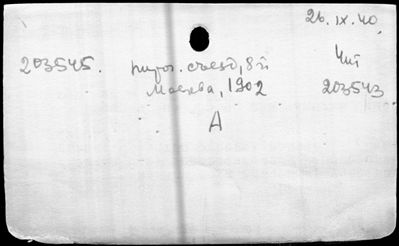 26.IX.40.
203545. пирог. съезд, 8й Чит
Москва, 1902 203543
А